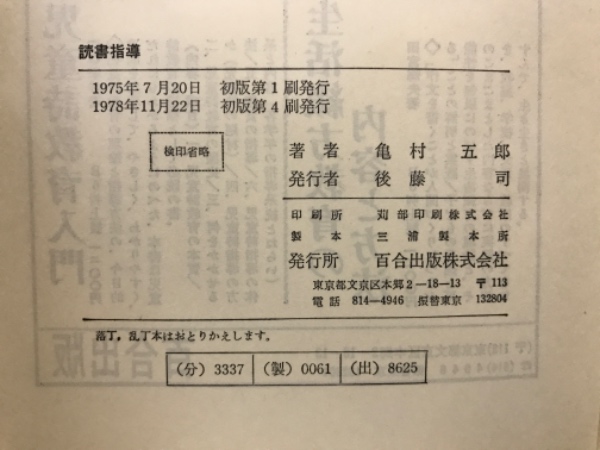 読書指導
1975年7月20日 初版第1刷発行
1978年11月22日 初版第4刷発行
検印省略
著者 亀村五郎
発行者 後藤司
印刷所 刈部印刷株式会社
製本 三浦製本所
発行所 百合出版株式会社
東京都文京区本郷2-18-13 〒113
電話 814-4946 振替東京 132804
落丁，乱丁本はおとりかえします。
(分) 3337 (製) 0061 (出) 8625